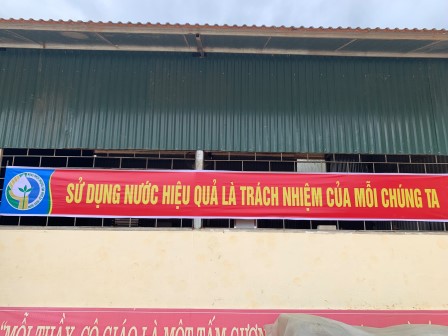 SỬ DỤNG NƯỚC HIỆU QUẢ LÀ TRÁCH NHIỆM CỦA MỖI CHÚNG TA
"MỖI THẦY, CÔ GIÁO LÀ MỘT TẤM GƯƠN